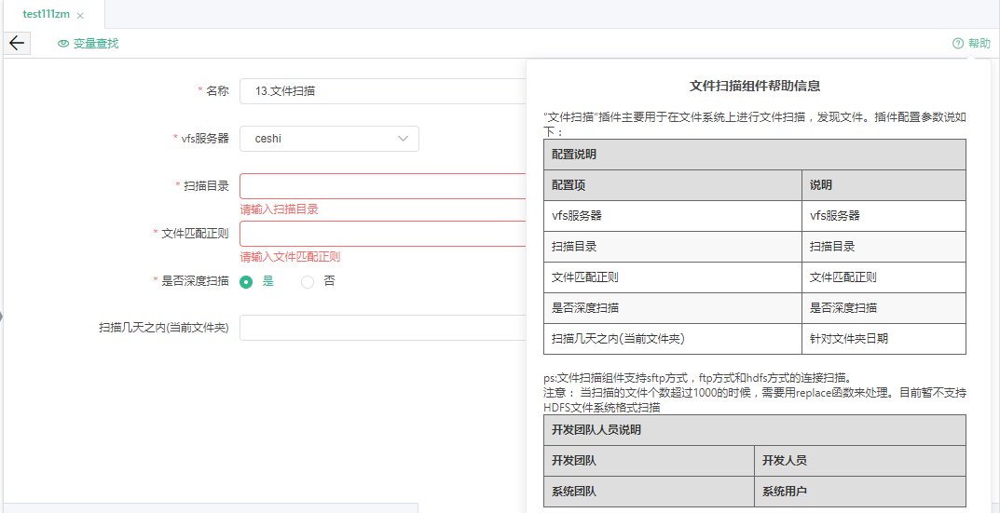 test111zm ×
变量查找
帮助
* 名称
13.文件扫描
* vfs服务器
ceshi
* 扫描目录
请输入扫描目录
* 文件匹配正则
请输入文件匹配正则
* 是否深度扫描
是 否
扫描几天之内(当前文件夹)
文件扫描组件帮助信息
“文件扫描”插件主要用于在文件系统上进行文件扫描，发现文件。插件配置参数说如
下：
配置说明
配置项 说明
vfs服务器 vfs服务器
扫描目录 扫描目录
文件匹配正则 文件匹配正则
是否深度扫描 是否深度扫描
扫描几天之内(当前文件夹) 针对文件夹日期
ps:文件扫描组件支持sftp方式，ftp方式和hdfs方式的连接扫描。
注意： 当扫描的文件个数超过1000的时候，需要用replace函数来处理。目前暂不支持
HDFS文件系统格式扫描
开发团队人员说明
开发团队 开发人员
系统团队 系统用户